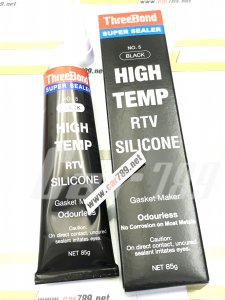 ThreeBond
SUPER SEALER
NO. 5
BLACK
HIGH
TEMP
RTV
SILICONE
Gasket Maker
Odourless
No Corrosion on Most Metals
Caution:
On direct contact, uncured
sealant irritates eyes.
NET 85g
ThreeBond
SUPER SEALER
BLACK
HIGH
TEMP
RTV
SILICONE
Gasket Maker
Odourless
Caution:
On direct contact, uncured
sealant irritates eyes.
NET 85g
www.car789.net